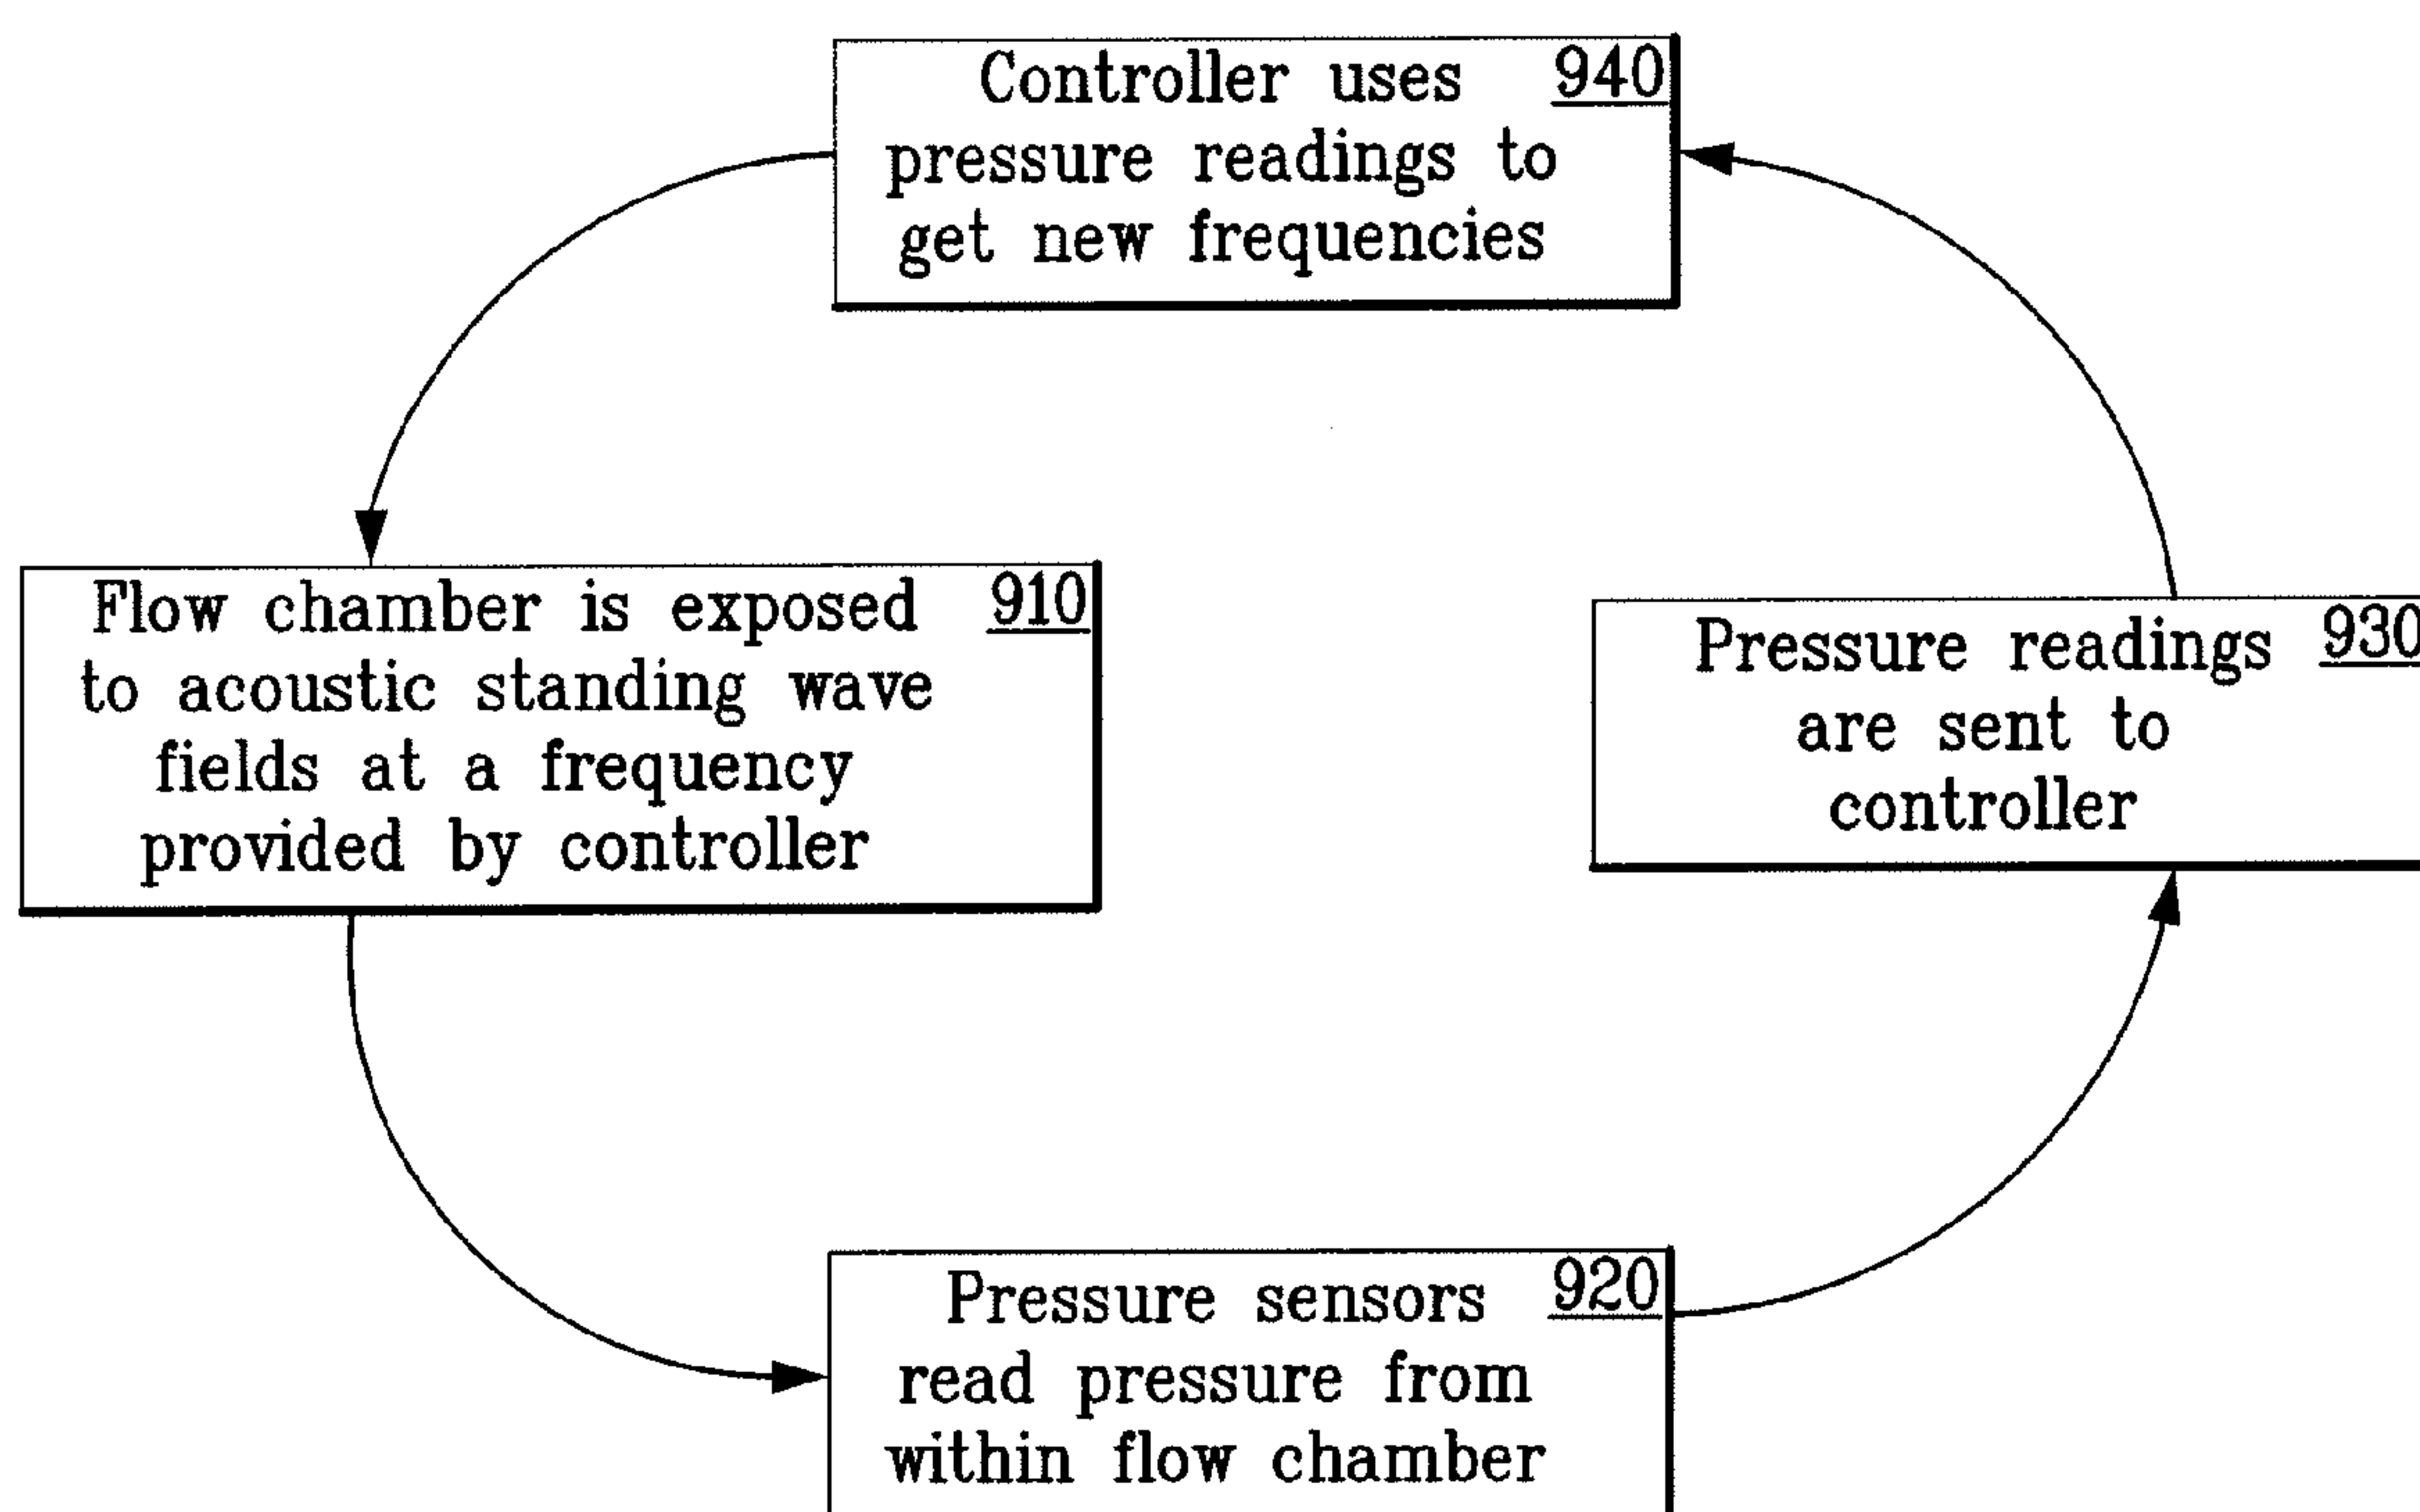 Controller uses 940
pressure readings to
get new frequencies
Flow chamber is exposed 910
to acoustic standing wave
fields at a frequency
provided by controller
Pressure readings 930
are sent to
controller
Pressure sensors 920
read pressure from
within flow chamber